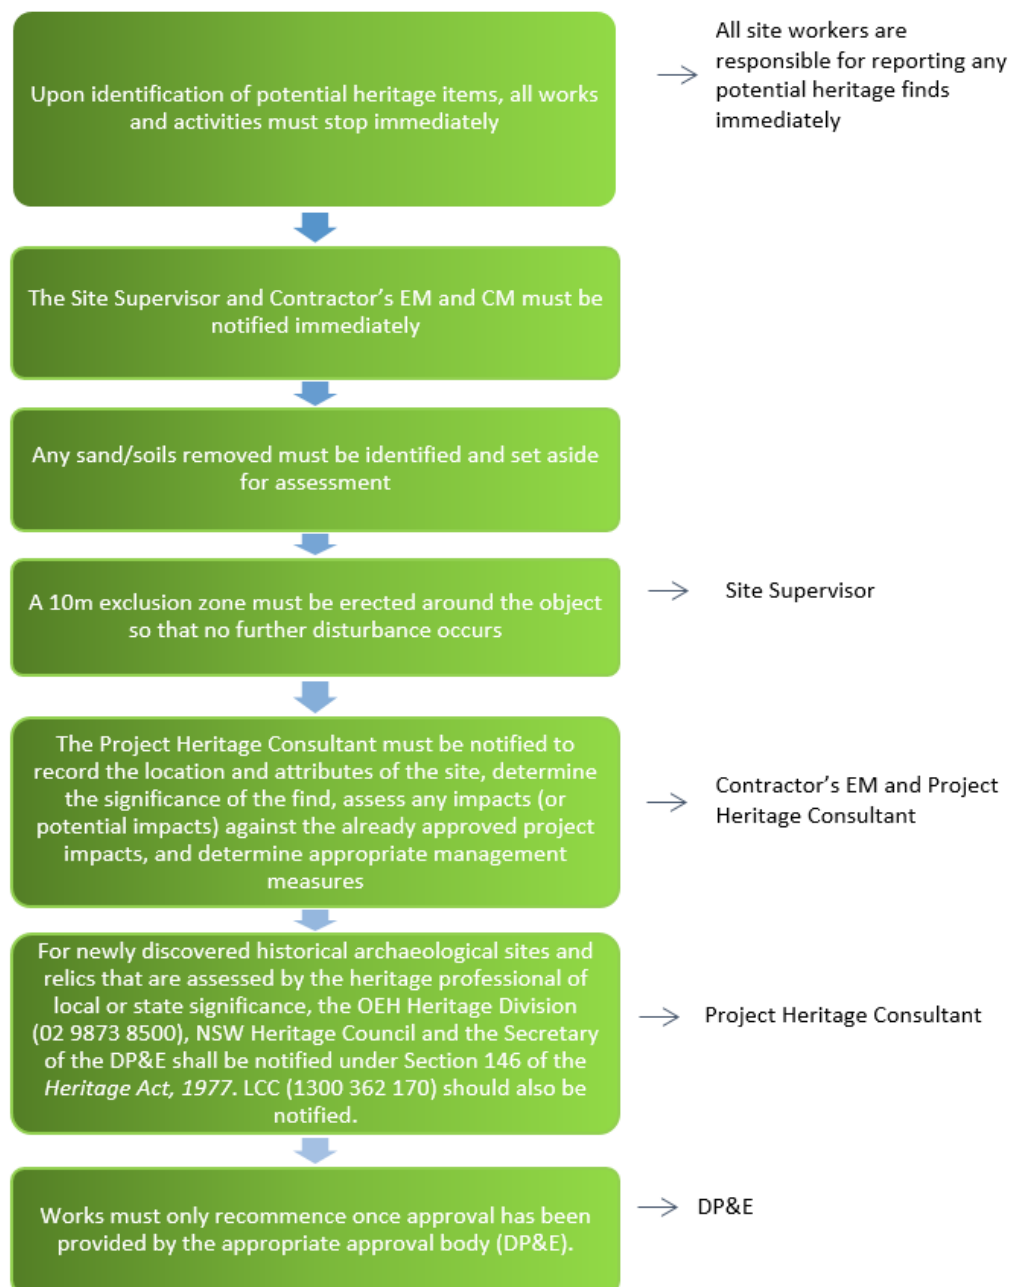 Upon identification of potential heritage items, all works
and activities must stop immediately
All site workers are
responsible for reporting any
potential heritage finds
immediately
The Site Supervisor and Contractor’s EM and CM must be
notified immediately
Any sand/soils removed must be identified and set aside
for assessment
A 10m exclusion zone must be erected around the object
so that no further disturbance occurs
Site Supervisor
The Project Heritage Consultant must be notified to
record the location and attributes of the site, determine
the significance of the find, assess any impacts (or
potential impacts) against the already approved project
impacts, and determine appropriate management
measures
Contractor’s EM and Project
Heritage Consultant
For newly discovered historical archaeological sites and
relics that are assessed by the heritage professional of
local or state significance, the OEH Heritage Division
(02 9873 8500), NSW Heritage Council and the Secretary
of the DP&E shall be notified under Section 146 of the
Heritage Act, 1977. LCC (1300 362 170) should also be
notified.
Project Heritage Consultant
Works must only recommence once approval has been
provided by the appropriate approval body (DP&E).
DP&E